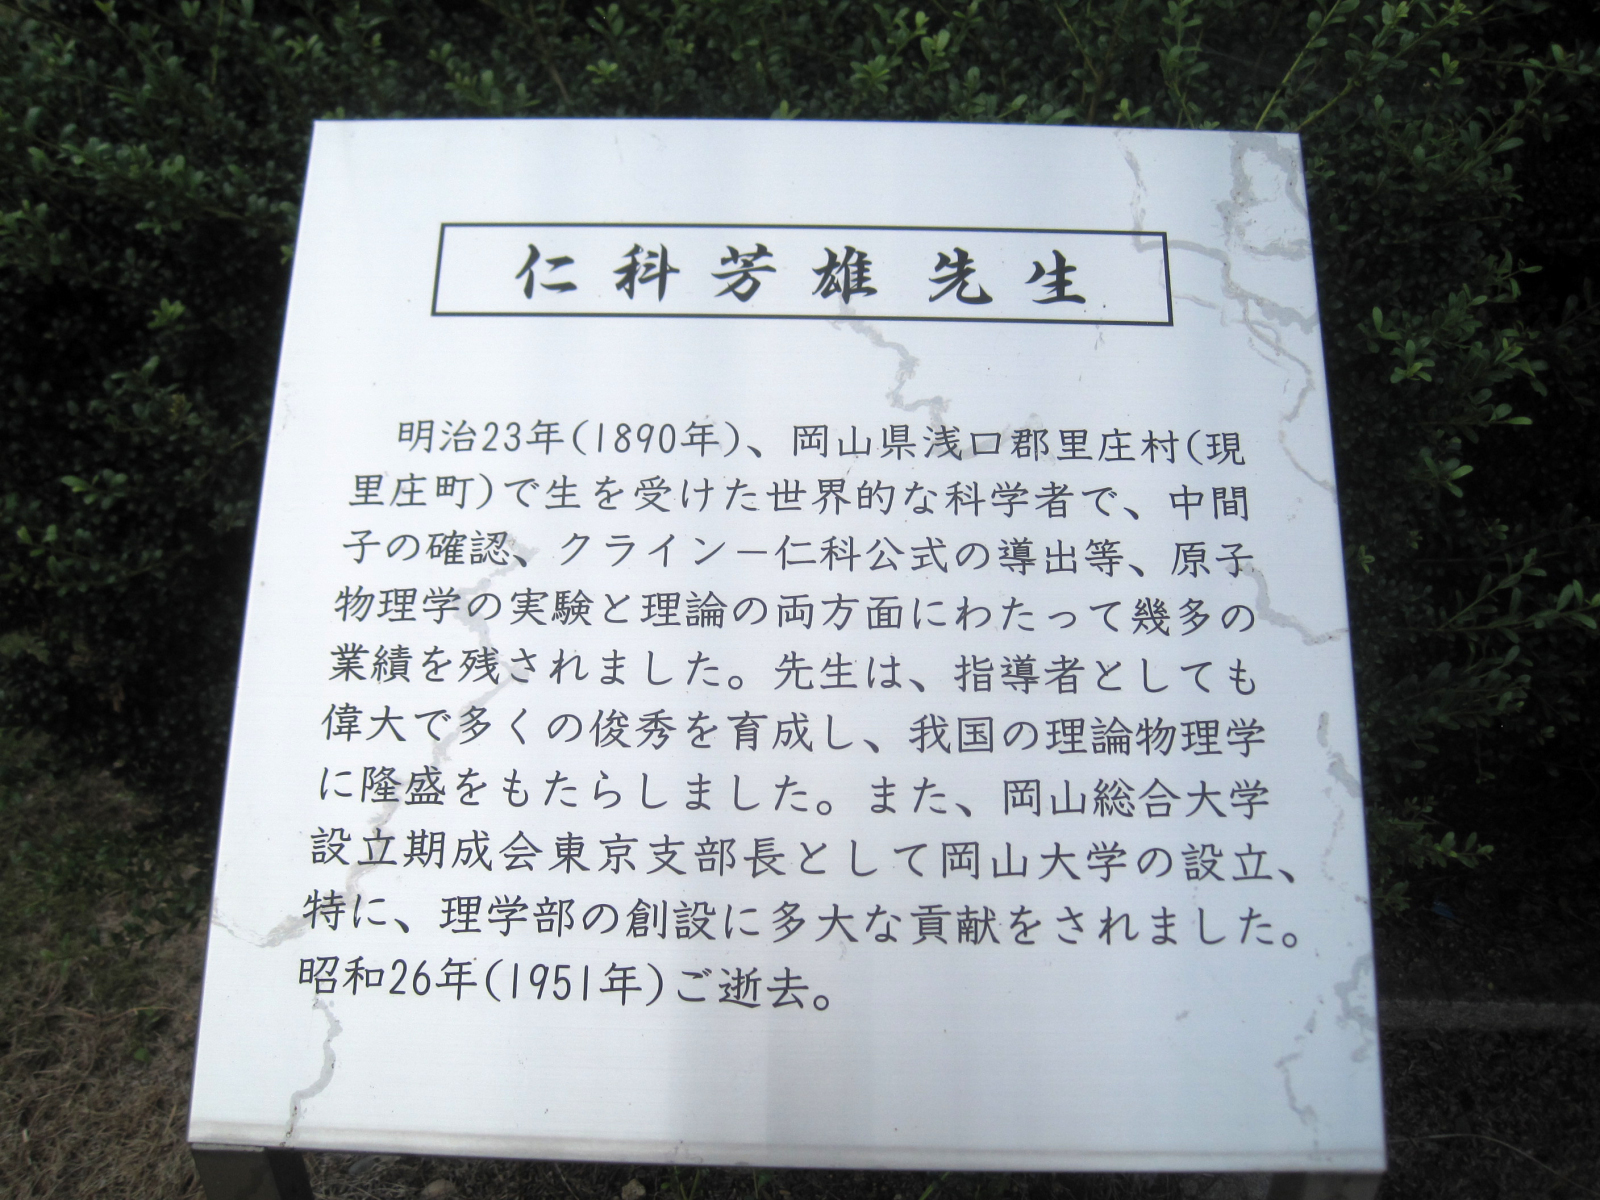 仁科芳雄 先生
明治23年(1890年)、岡山県浅口郡里庄村(現
里庄町)で生を受けた世界的な科学者で、中間
子の確認、クライン－仁科公式の導出等、原子
物理学の実験と理論の両方面にわたって幾多の
業績を残されました。先生は、指導者としても
偉大で多くの俊秀を育成し、我国の理論物理学
に隆盛をもたらしました。また、岡山総合大学
設立期成会東京支部長として岡山大学の設立、
特に、理学部の創設に多大な貢献をされました。
昭和26年(1951年)ご逝去。